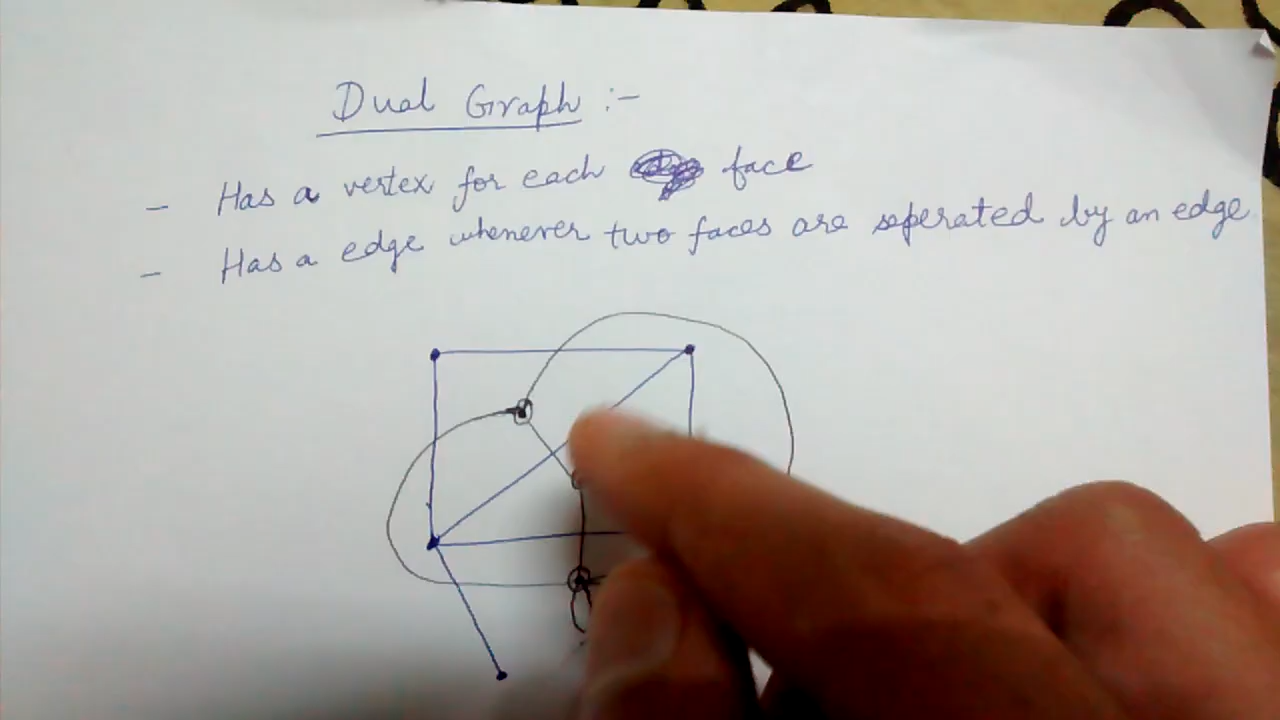 Dual Graph :-
- Has a vertex for each face
- Has a edge whenever two faces are seperated by an edge